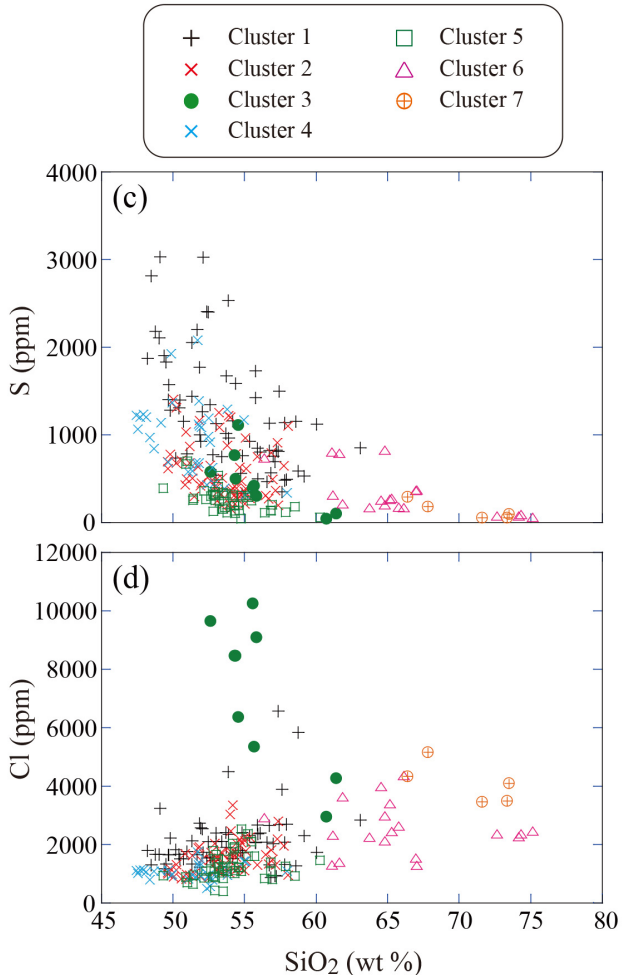 Cluster 1
Cluster 2
Cluster 3
Cluster 4
Cluster 5
Cluster 6
Cluster 7
(c)
S (ppm)
4000
3000
2000
1000
0
(d)
Cl (ppm)
12000
10000
8000
6000
4000
2000
0
45 50 55 60 65 70 75 80
SiO₂ (wt %)